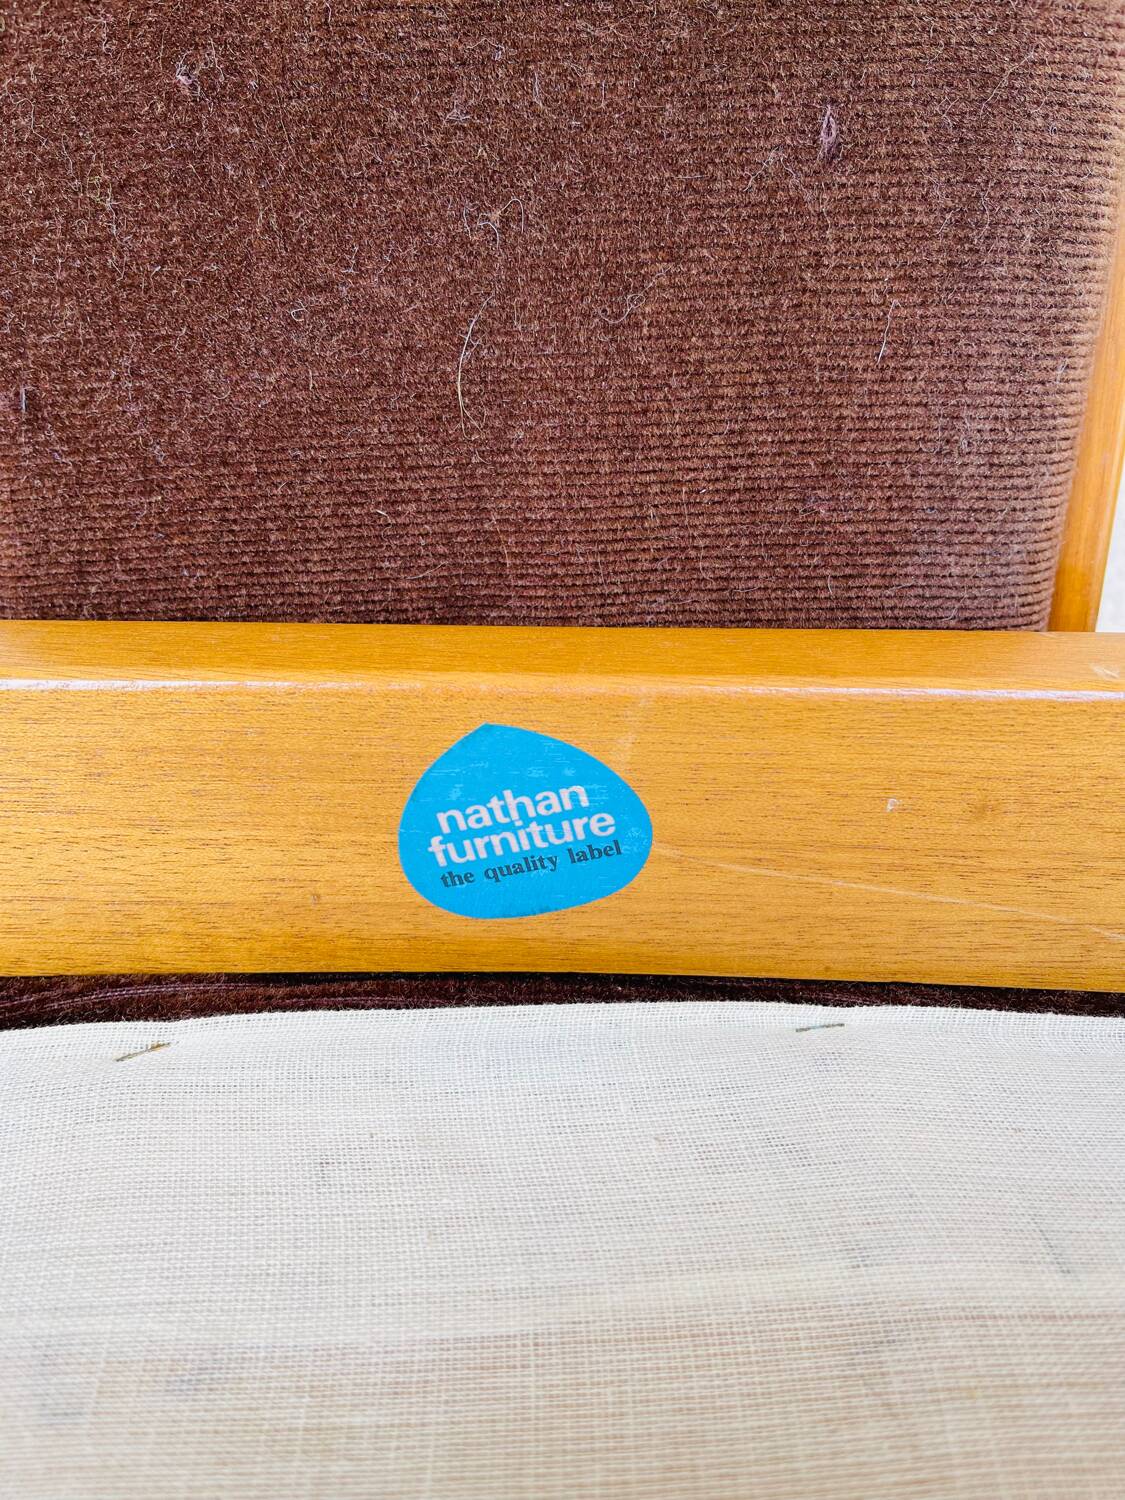 nathan
furniture
the quality label